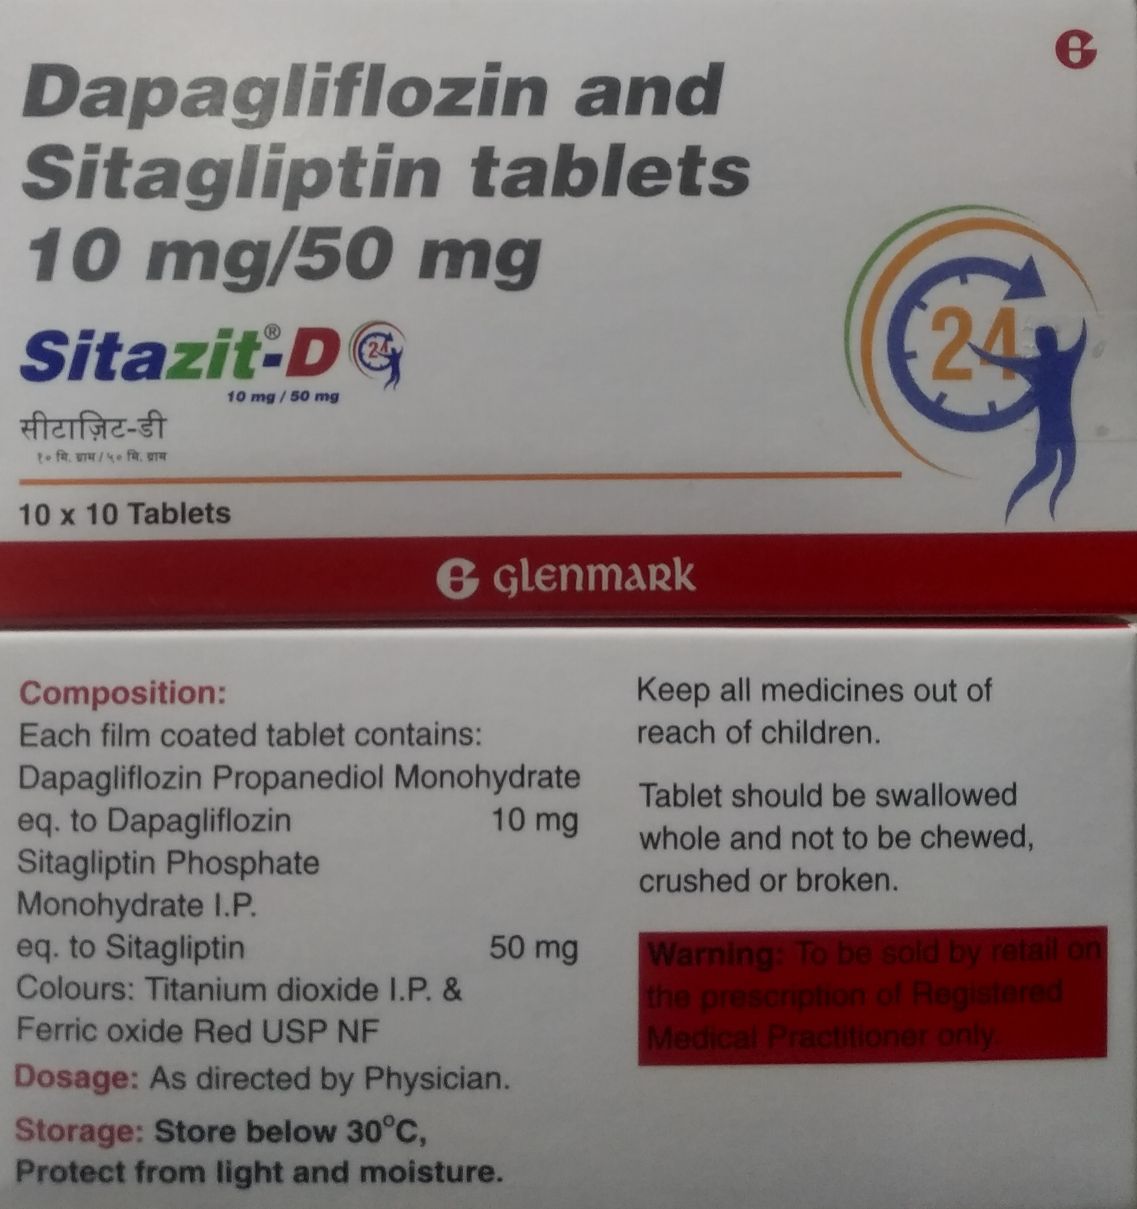 Dapagliflozin and
Sitagliptin tablets
10 mg/50 mg
24
Sitazit®-D 24
10 mg / 50 mg
सीटाज़िट-डी
१० मि. ग्राम / ५० मि. ग्राम
10 x 10 Tablets
glenmark
Composition:
Each film coated tablet contains:
Dapagliflozin Propanediol Monohydrate
eq. to Dapagliflozin 10 mg
Sitagliptin Phosphate
Monohydrate I.P.
eq. to Sitagliptin 50 mg
Colours: Titanium dioxide I.P. &
Ferric oxide Red USP NF
Dosage: As directed by Physician.
Storage: Store below 30°C,
Protect from light and moisture.
Keep all medicines out of
reach of children.
Tablet should be swallowed
whole and not to be chewed,
crushed or broken.
Warning: To be sold by retail on
the prescription of Registered
Medical Practitioner only.